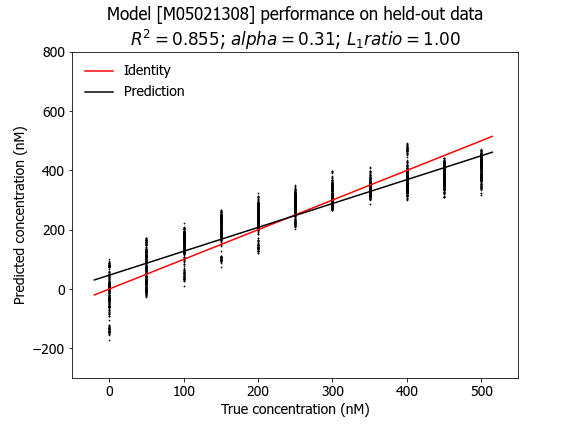 Model [M05021308] performance on held-out data
R² = 0.855; alpha = 0.31; L₁ratio = 1.00
Identity
Prediction
800
600
400
200
0
−200
Predicted concentration (nM)
0 100 200 300 400 500
True concentration (nM)